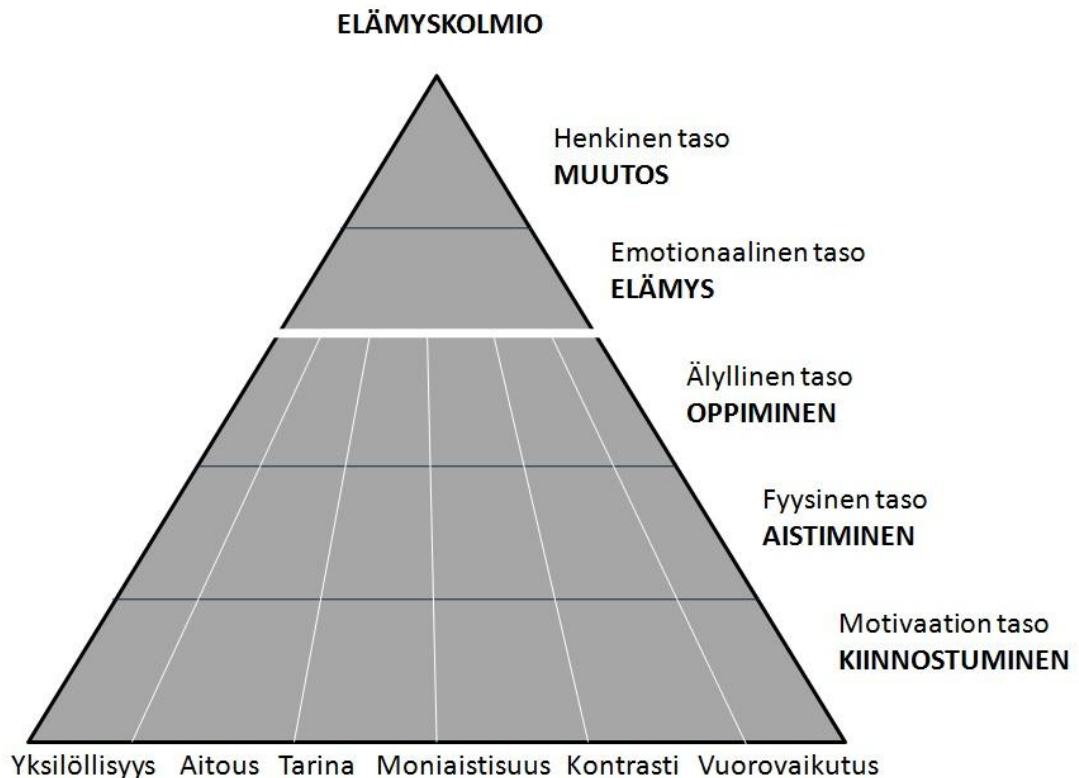 ELÄMYSKOLMIO
Henkinen taso
MUUTOS
Emotionaalinen taso
ELÄMYS
Älyllinen taso
OPPIMINEN
Fyysinen taso
AISTIMINEN
Motivaation taso
KIINNOSTUMINEN
Yksilöllisyys Aitous Tarina Moniaistisuus Kontrasti Vuorovaikutus